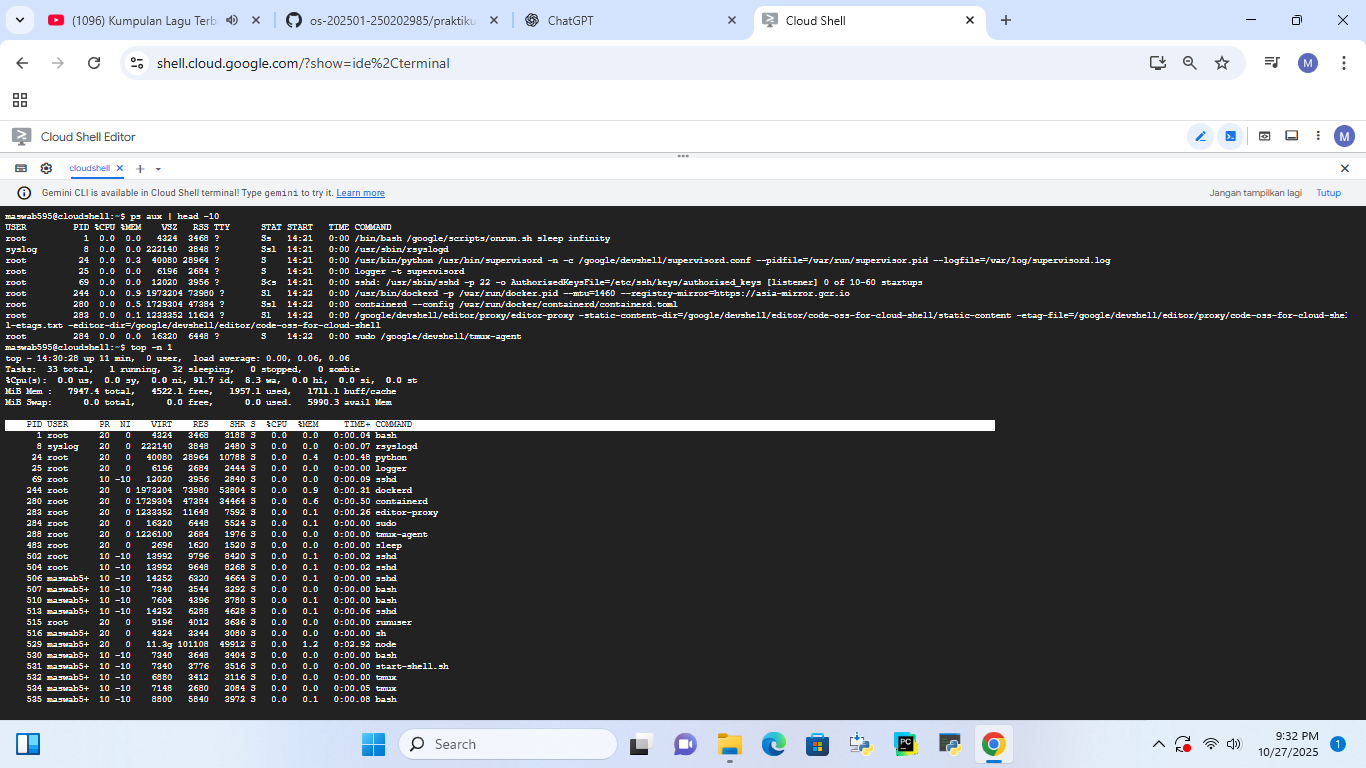 (1096) Kumpulan Lagu Terb
os-202501-250202985/praktiku
ChatGPT
Cloud Shell
shell.cloud.google.com/?show=ide%2Cterminal
M
Cloud Shell Editor
M
cloudshell
Gemini CLI is available in Cloud Shell terminal! Type gemini to try it. Learn more
Jangan tampilkan lagi Tutup
maswab595@cloudshell:~$ ps aux | head -10
USER PID %CPU %MEM VSZ RSS TTY STAT START TIME COMMAND
root 1 0.0 0.0 4324 3468 ? Ss 14:21 0:00 /bin/bash /google/scripts/onrun.sh sleep infinity
syslog 8 0.0 0.0 222140 3848 ? Ssl 14:21 0:00 /usr/sbin/rsyslogd
root 24 0.0 0.3 40080 28964 ? S 14:21 0:00 /usr/bin/python /usr/bin/supervisord -n -c /google/devshell/supervisord.conf --pidfile=/var/run/supervisor.pid --logfile=/var/log/supervisord.log
root 25 0.0 0.0 6196 2684 ? S 14:21 0:00 logger -t supervisord
root 69 0.0 0.0 12020 3956 ? S<s 14:21 0:00 sshd: /usr/sbin/sshd -p 22 -o AuthorizedKeysFile=/etc/ssh/keys/authorized_keys [listener] 0 of 10-60 startups
root 244 0.0 0.9 1973204 73980 ? Sl 14:22 0:00 /usr/bin/dockerd -p /var/run/docker.pid --mtu=1460 --registry-mirror=https://asia-mirror.gcr.io
root 280 0.0 0.5 1729304 47384 ? Ssl 14:22 0:00 containerd --config /var/run/docker/containerd/containerd.toml
root 283 0.0 0.1 1233352 11624 ? Sl 14:22 0:00 /google/devshell/editor/proxy/editor-proxy -static-content-dir=/google/devshell/editor/code-oss-for-cloud-shell/static-content -etag-file=/google/devshell/editor/proxy/code-oss-for-cloud-shel
l-etags.txt -editor-dir=/google/devshell/editor/code-oss-for-cloud-shell
root 284 0.0 0.0 16320 6448 ? S 14:22 0:00 sudo /google/devshell/tmux-agent
maswab595@cloudshell:~$ top -n 1
top - 14:30:28 up 11 min, 0 user, load average: 0.00, 0.06, 0.06
Tasks: 33 total, 1 running, 32 sleeping, 0 stopped, 0 zombie
%Cpu(s): 0.0 us, 0.0 sy, 0.0 ni, 91.7 id, 8.3 wa, 0.0 hi, 0.0 si, 0.0 st
MiB Mem : 7947.4 total, 4522.1 free, 1957.1 used, 1711.1 buff/cache
MiB Swap: 0.0 total, 0.0 free, 0.0 used. 5990.3 avail Mem
PID USER PR NI VIRT RES SHR S %CPU %MEM TIME+ COMMAND
1 root 20 0 4324 3468 3188 S 0.0 0.0 0:00.04 bash
8 syslog 20 0 222140 3848 2480 S 0.0 0.0 0:00.07 rsyslogd
24 root 20 0 40080 28964 10788 S 0.0 0.4 0:00.48 python
25 root 20 0 6196 2684 2444 S 0.0 0.0 0:00.00 logger
69 root 10 -10 12020 3956 2840 S 0.0 0.0 0:00.09 sshd
244 root 20 0 1973204 73980 53804 S 0.0 0.9 0:00.31 dockerd
280 root 20 0 1729304 47384 34464 S 0.0 0.6 0:00.50 containerd
283 root 20 0 1233352 11648 7592 S 0.0 0.1 0:00.26 editor-proxy
284 root 20 0 16320 6448 5524 S 0.0 0.1 0:00.00 sudo
288 root 20 0 1226100 2684 1976 S 0.0 0.0 0:00.00 tmux-agent
483 root 20 0 2696 1620 1520 S 0.0 0.0 0:00.00 sleep
502 root 10 -10 13992 9796 8420 S 0.0 0.1 0:00.02 sshd
504 root 10 -10 13992 9648 8268 S 0.0 0.1 0:00.02 sshd
506 maswab5+ 10 -10 14252 6320 4664 S 0.0 0.1 0:00.00 sshd
507 maswab5+ 10 -10 7340 3544 3292 S 0.0 0.0 0:00.00 bash
510 maswab5+ 10 -10 7604 4396 3780 S 0.0 0.1 0:00.00 bash
513 maswab5+ 10 -10 14252 6288 4628 S 0.0 0.1 0:00.06 sshd
515 root 20 0 9196 4012 3636 S 0.0 0.0 0:00.00 runuser
516 maswab5+ 20 0 4324 3344 3080 S 0.0 0.0 0:00.00 sh
529 maswab5+ 20 0 11.3g 101108 49912 S 0.0 1.2 0:02.92 node
530 maswab5+ 10 -10 7340 3648 3404 S 0.0 0.0 0:00.00 bash
531 maswab5+ 10 -10 7340 3776 3516 S 0.0 0.0 0:00.00 start-shell.sh
532 maswab5+ 10 -10 6880 3412 3116 S 0.0 0.0 0:00.00 tmux
534 maswab5+ 10 -10 7148 2680 2084 S 0.0 0.0 0:00.05 tmux
535 maswab5+ 10 -10 8800 5840 3972 S 0.0 0.1 0:00.08 bash
Search
PC
9:32 PM
10/27/2025
1